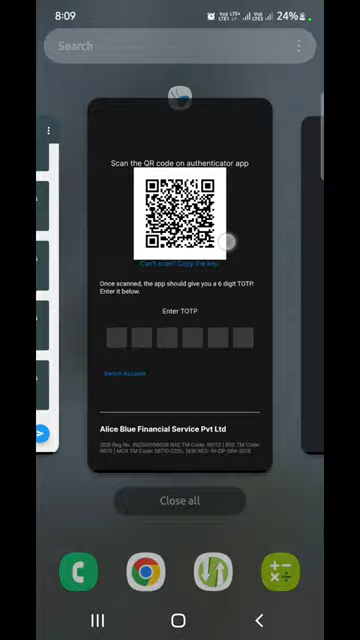 8:09
24%
Search
Scan the QR code on authenticator app
Can't scan? Copy the key.
Once scanned, the app should give you a 6 digit TOTP.
Enter it below.
Enter TOTP
Switch Account
Alice Blue Financial Service Pvt Ltd
Close all